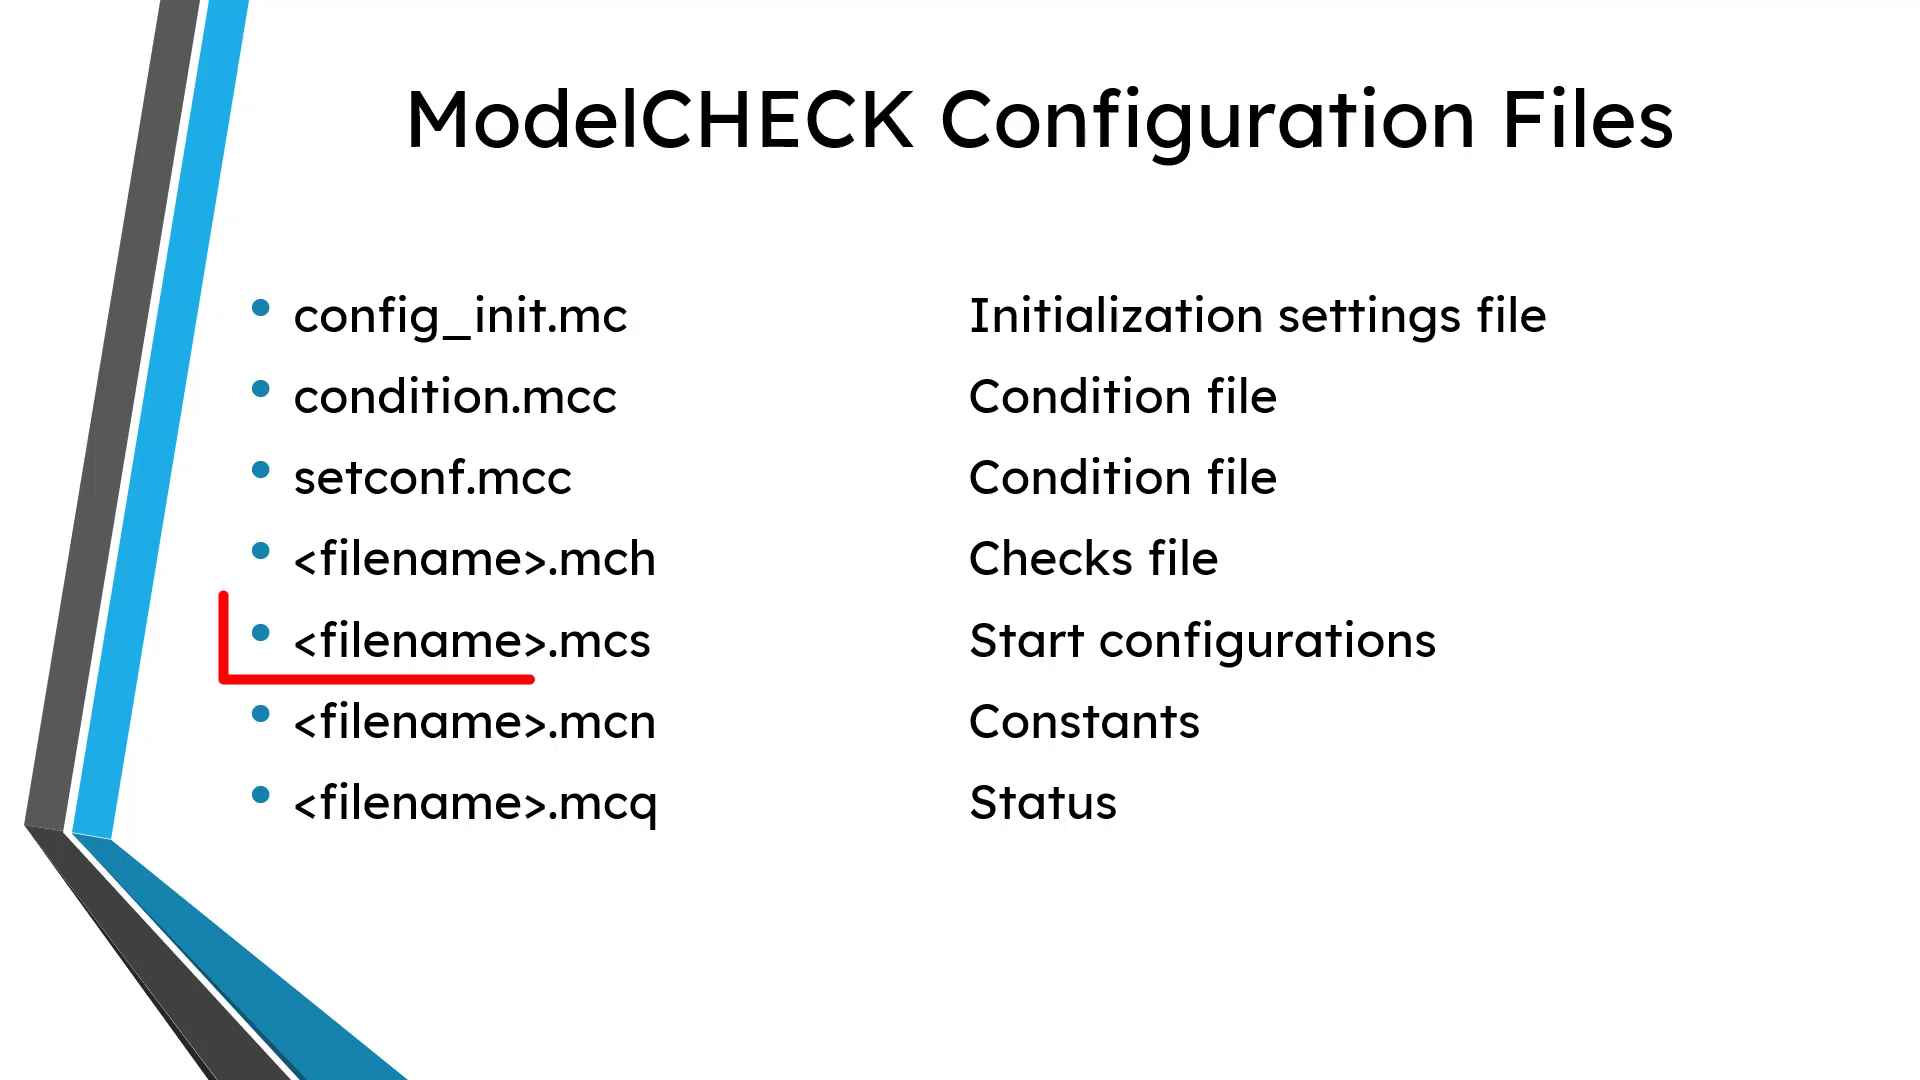 ModelCHECK Configuration Files
• config_init.mc Initialization settings file
• condition.mcc Condition file
• setconf.mcc Condition file
• <filename>.mch Checks file
• <filename>.mcs Start configurations
• <filename>.mcn Constants
• <filename>.mcq Status